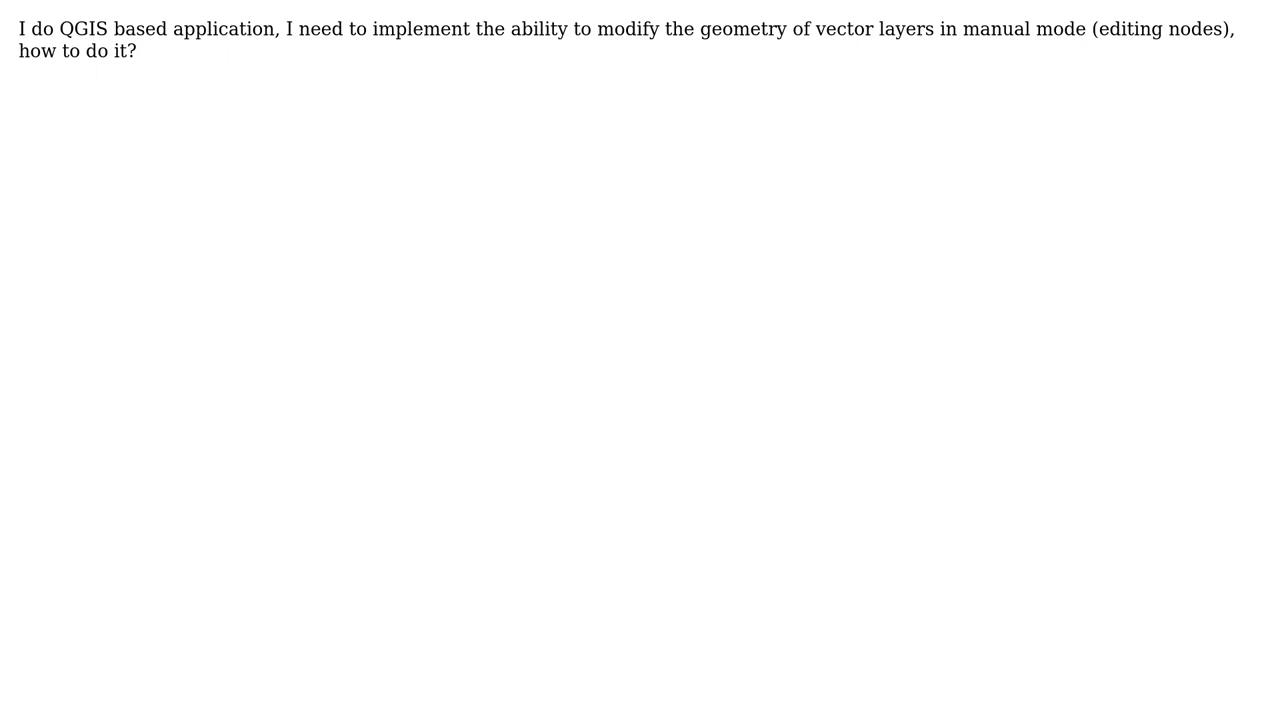 I do QGIS based application, I need to implement the ability to modify the geometry of vector layers in manual mode (editing nodes),
how to do it?